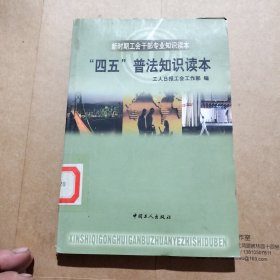 新时期工会干部专业知识读本
“四五”普法知识读本
工人日报工会工作部 编
中国工人出版社
XINSHIQIGONGHUIGANBUZHUANYEZHISHIDUBEN